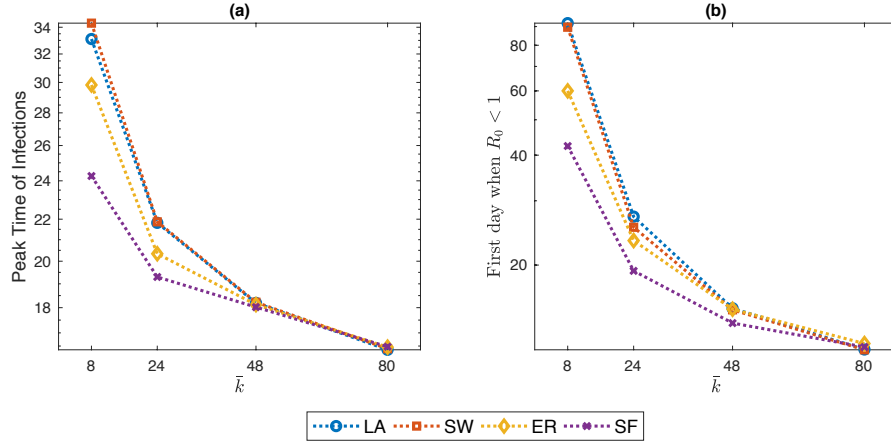 (a)
34
32
30
28
26
24
22
20
18
Peak Time of Infections
8
24
48
80
k̄
(b)
80
60
40
20
First day when R₀ < 1
8
24
48
80
k̄
LA
SW
ER
SF